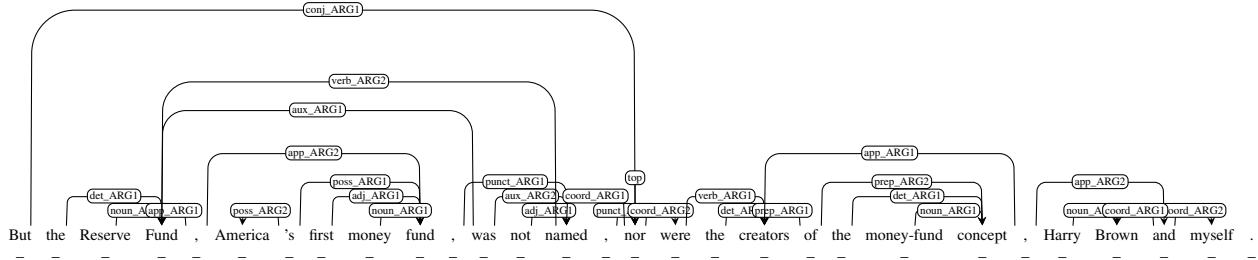 conj_ARG1
verb_ARG2
aux_ARG1
app_ARG2 app_ARG1
top
poss_ARG1 punct_ARG1 prep_ARG2 app_ARG2
det_ARG1 adj_ARG1 aux_ARG2 coord_ARG1 verb_ARG1 det_ARG1
app_ARG1 poss_ARG2 noun_ARG1 adj_ARG1 coord_ARG2 prep_ARG1 noun_ARG1 coord_ARG1
But the Reserve Fund , America 's first money fund , was not named , nor were the creators of the money-fund concept , Harry Brown and myself .
_ _ _ _ _ _ _ _ _ _ _ _ _ _ _ _ _ _ _ _ _ _ _ _ _ _ _ _ _